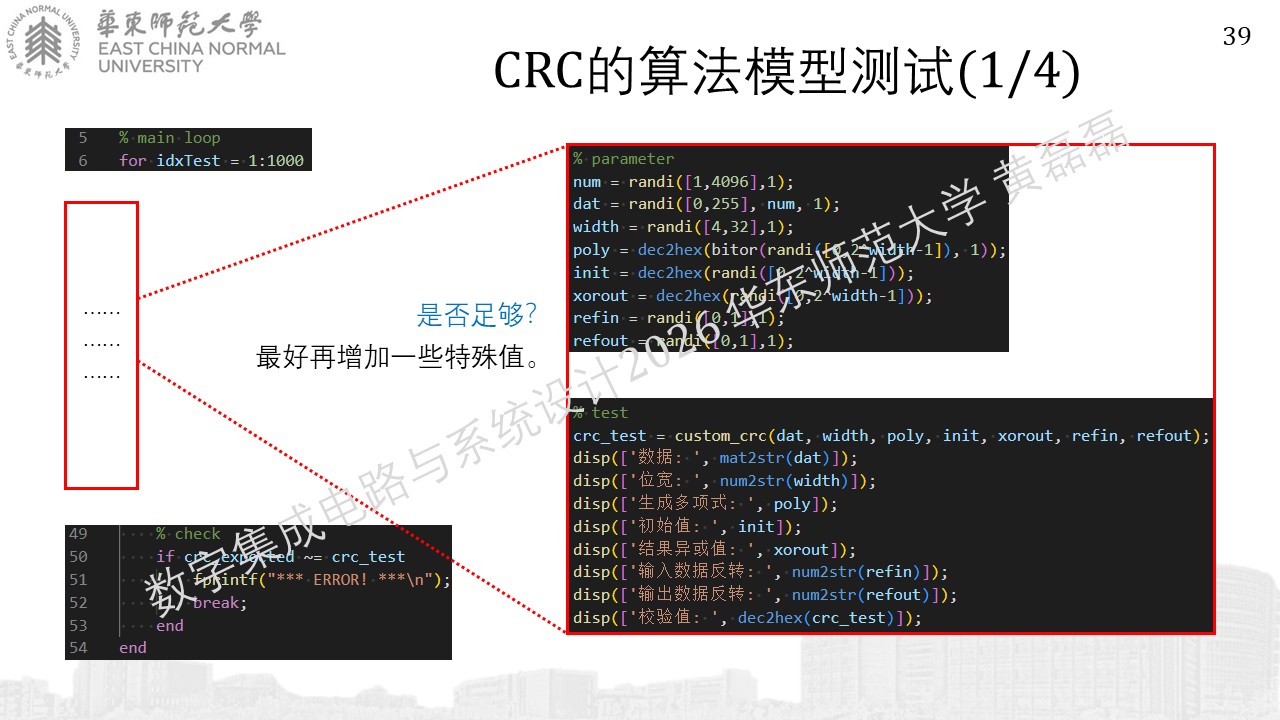 EAST CHINA NORMAL UNIVERSITY
華東師範大學
華東師範大學
EAST CHINA NORMAL
UNIVERSITY
39
CRC的算法模型测试(1/4)
5 % main loop
6 for idxTest = 1:1000
……
……
……
是否足够?
最好再增加一些特殊值。
% parameter
num = randi([1,4096],1);
dat = randi([0,255], num, 1);
width = randi([4,32],1);
poly = dec2hex(bitor(randi([0,2^width-1]), 1));
init = dec2hex(randi([0,2^width-1]));
xorout = dec2hex(randi([0,2^width-1]));
refin = randi([0,1],1);
refout = randi([0,1],1);
% test
crc_test = custom_crc(dat, width, poly, init, xorout, refin, refout);
disp(['数据: ', mat2str(dat)]);
disp(['位宽: ', num2str(width)]);
disp(['生成多项式: ', poly]);
disp(['初始值: ', init]);
disp(['结果异或值: ', xorout]);
disp(['输入数据反转: ', num2str(refin)]);
disp(['输出数据反转: ', num2str(refout)]);
disp(['校验值: ', dec2hex(crc_test)]);
49 % check
50 if crc_expected ~= crc_test
51 fprintf("*** ERROR! ***\n");
52 break;
53 end
54 end
数字集成电路与系统设计2026 华东师范大学 黄磊磊